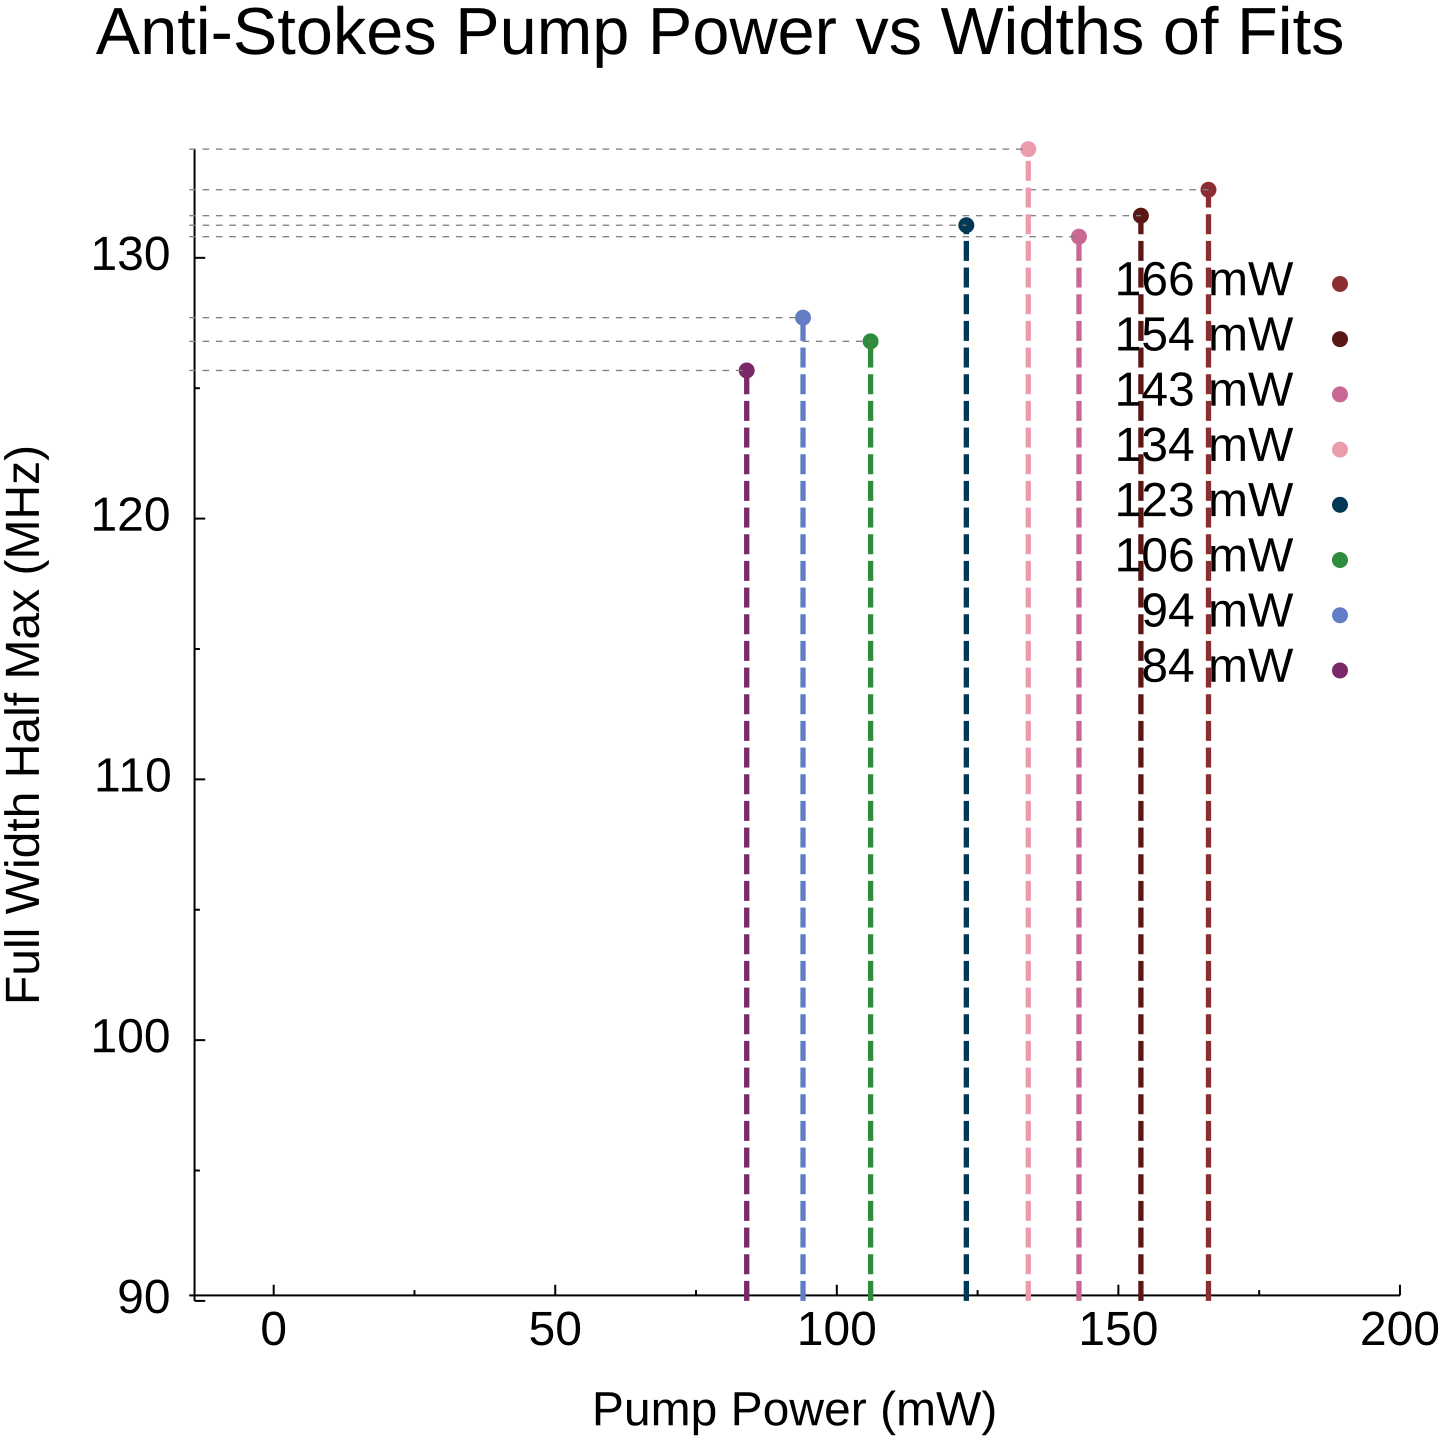 Anti-Stokes Pump Power vs Widths of Fits
Full Width Half Max (MHz)
130
120
110
100
90
166 mW
154 mW
143 mW
134 mW
123 mW
106 mW
94 mW
84 mW
0
50
100
150
200
Pump Power (mW)